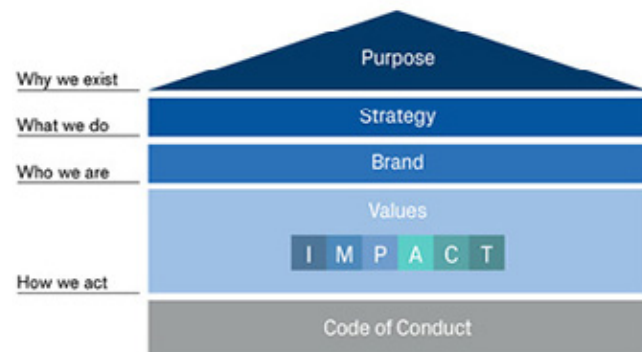 Purpose
Why we exist
Strategy
What we do
Brand
Who we are
Values
I M P A C T
How we act
Code of Conduct